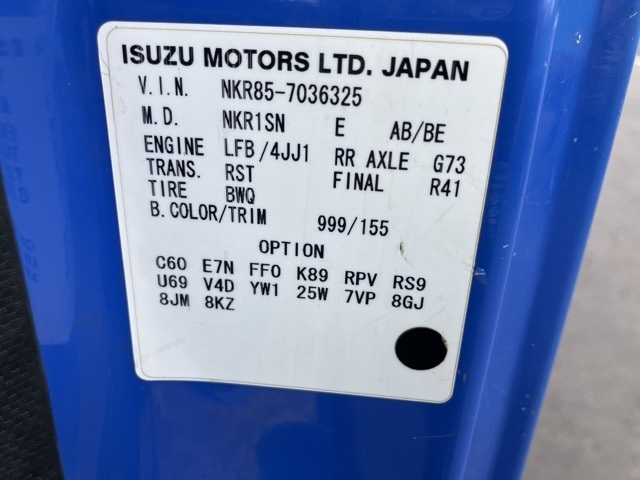 ISUZU MOTORS LTD. JAPAN
V.I.N. NKR85-7036325
M.D. NKR1SN E AB/BE
ENGINE LFB/4JJ1 RR AXLE G73
TRANS. RST FINAL R41
TIRE BWQ
B.COLOR/TRIM 999/155
OPTION
C60 E7N FF0 K89 RPV RS9
U69 V4D YW1 25W 7VP 8GJ
8JM 8KZ